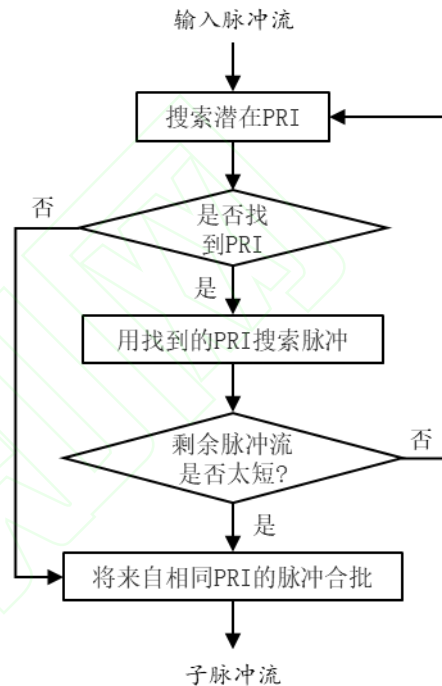 输入脉冲流
搜索潜在PRI
否
是否找
到PRI
是
用找到的PRI搜索脉冲
剩余脉冲流
是否太短?
否
是
将来自相同PRI的脉冲合批
子脉冲流